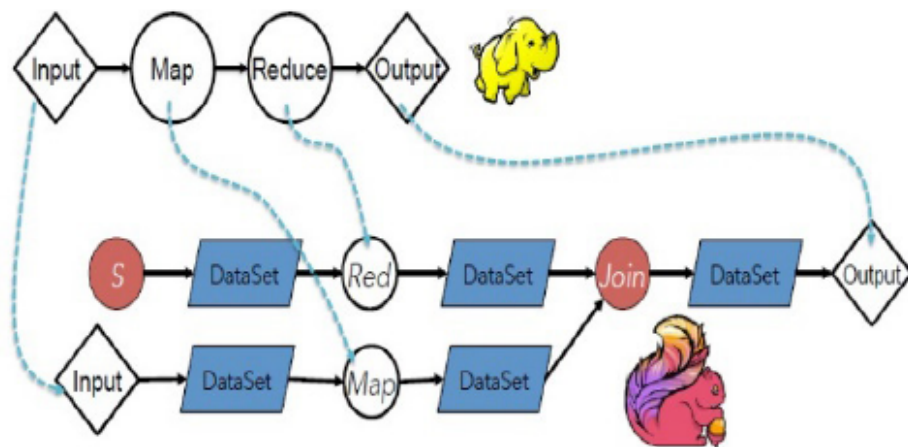 Input Map Reduce Output
S DataSet Red DataSet Join DataSet Output
Input DataSet Map DataSet